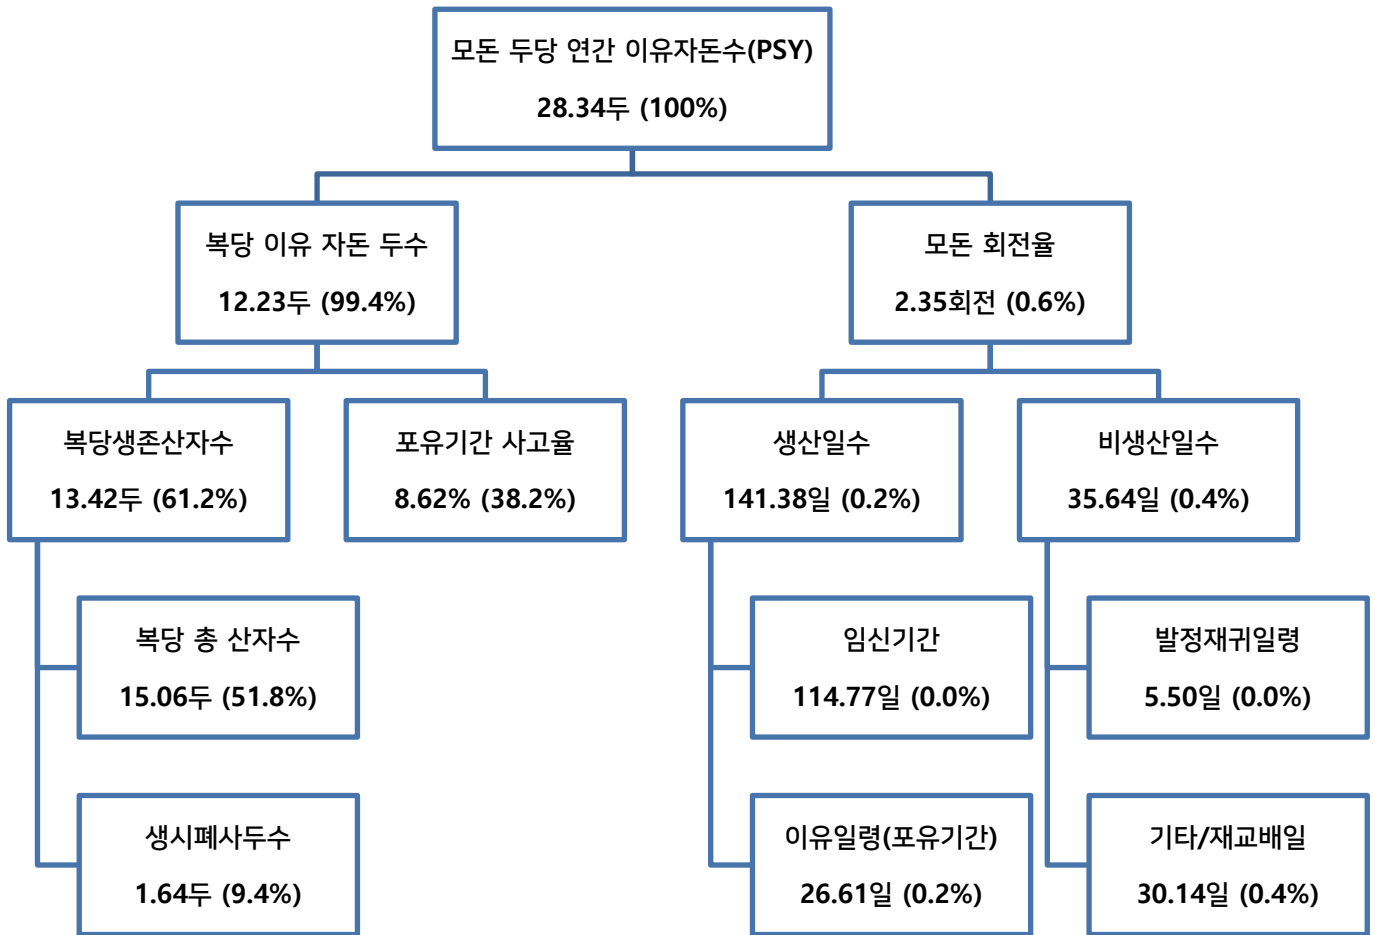 모돈 두당 연간 이유자돈수(PSY)
28.34두 (100%)
복당 이유 자돈 두수
12.23두 (99.4%)
모돈 회전율
2.35회전 (0.6%)
복당생존산자수
13.42두 (61.2%)
포유기간 사고율
8.62% (38.2%)
생산일수
141.38일 (0.2%)
비생산일수
35.64일 (0.4%)
복당 총 산자수
15.06두 (51.8%)
임신기간
114.77일 (0.0%)
발정재귀일령
5.50일 (0.0%)
생시폐사두수
1.64두 (9.4%)
이유일령(포유기간)
26.61일 (0.2%)
기타/재교배일
30.14일 (0.4%)